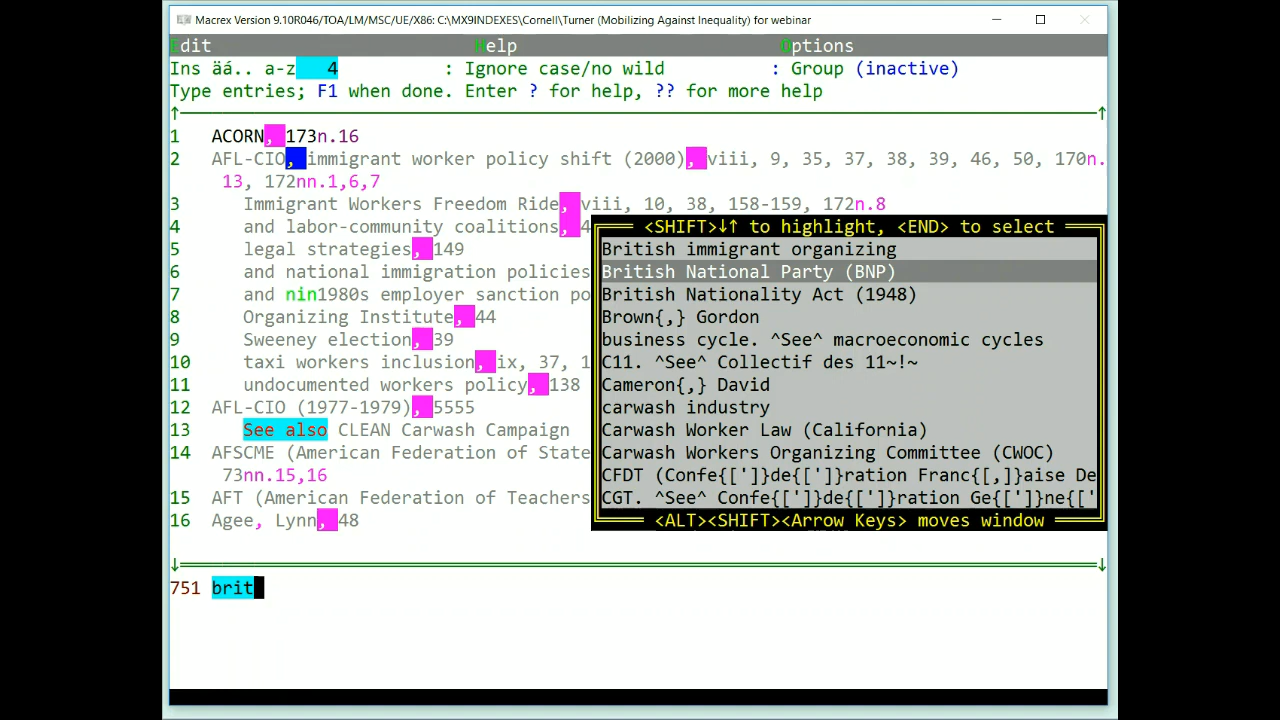 Macrex Version 9.10R046/TOA/LM/MSC/UE/X86: C:\MX9INDEXES\Cornell\Turner (Mobilizing Against Inequality) for webinar
Edit Help Options
Ins äá.. a-z 4 : Ignore case/no wild : Group (inactive)
Type entries; F1 when done. Enter ? for help, ?? for more help
1 ACORN, 173n.16
2 AFL-CIO, immigrant worker policy shift (2000), viii, 9, 35, 37, 38, 39, 46, 50, 170n.
13, 172nn.1,6,7
3 Immigrant Workers Freedom Ride, viii, 10, 38, 158-159, 172n.8
4 and labor-community coalitions, 4
5 legal strategies, 149
6 and national immigration policies
7 and nin1980s employer sanction po
8 Organizing Institute, 44
9 Sweeney election, 39
10 taxi workers inclusion, ix, 37, 1
11 undocumented workers policy, 138
12 AFL-CIO (1977-1979), 5555
13 See also CLEAN Carwash Campaign
14 AFSCME (American Federation of State
73nn.15,16
15 AFT (American Federation of Teachers
16 Agee, Lynn, 48
<SHIFT>↓↑ to highlight, <END> to select
British immigrant organizing
British National Party (BNP)
British Nationality Act (1948)
Brown{,} Gordon
business cycle. ^See^ macroeconomic cycles
C11. ^See^ Collectif des 11~!~
Cameron{,} David
carwash industry
Carwash Worker Law (California)
Carwash Workers Organizing Committee (CWOC)
CFDT (Confe{[']}de{[']}ration Franc{[,]}aise De
CGT. ^See^ Confe{[']}de{[']}ration Ge{[']}ne{['
<ALT><SHIFT><Arrow Keys> moves window
751 brit